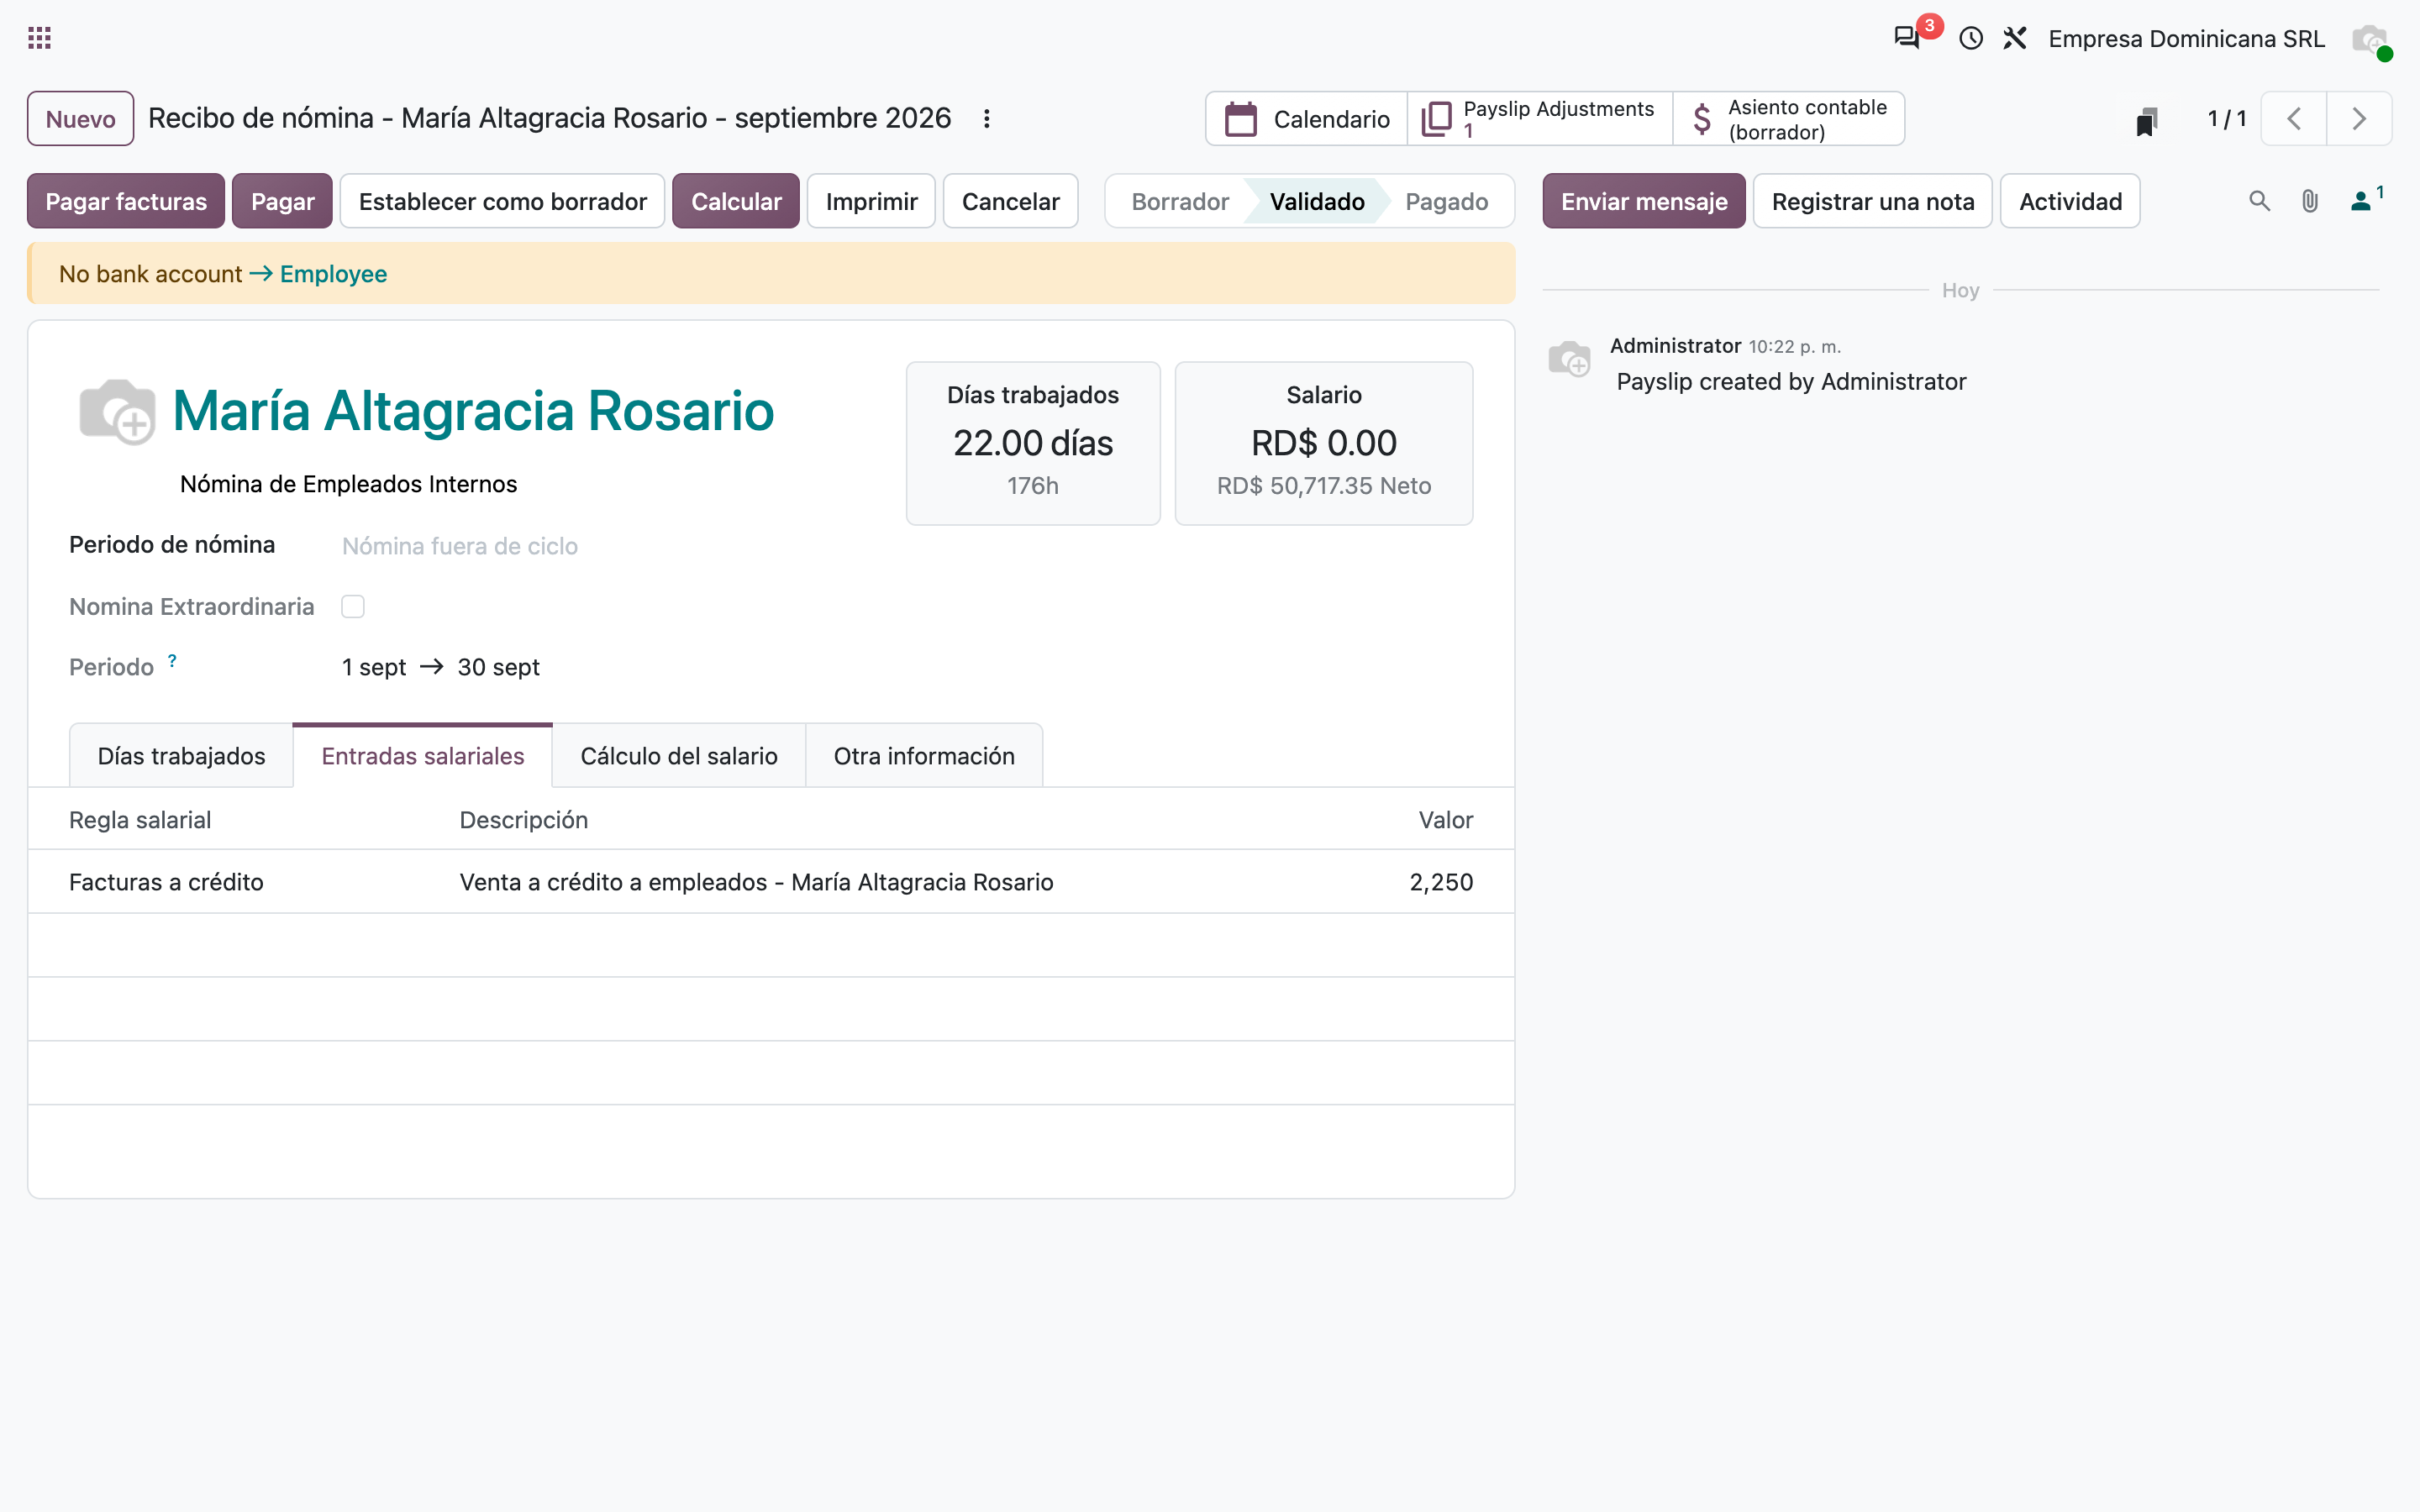 3
Empresa Dominicana SRL
Nuevo
Recibo de nómina - María Altagracia Rosario - septiembre 2026
Calendario
Payslip Adjustments
1
Asiento contable
(borrador)
1 / 1
Pagar facturas
Pagar
Establecer como borrador
Calcular
Imprimir
Cancelar
Borrador
Validado
Pagado
Enviar mensaje
Registrar una nota
Actividad
1
No bank account → Employee
Hoy
Administrator 10:22 p. m.
Payslip created by Administrator
María Altagracia Rosario
Nómina de Empleados Internos
Días trabajados
22.00 días
176h
Salario
RD$ 0.00
RD$ 50,717.35 Neto
Periodo de nómina
Nómina fuera de ciclo
Nomina Extraordinaria
Periodo ?
1 sept → 30 sept
Días trabajados
Entradas salariales
Cálculo del salario
Otra información
Regla salarial
Descripción
Valor
Facturas a crédito
Venta a crédito a empleados - María Altagracia Rosario
2,250